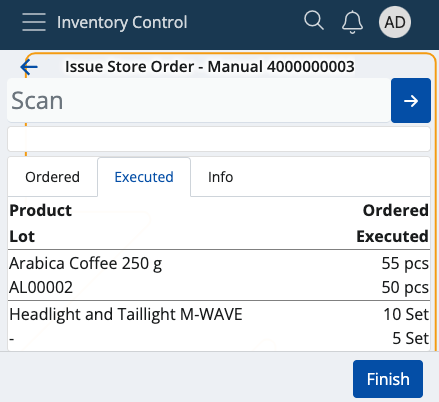 Inventory Control
AD
Issue Store Order - Manual 4000000003
Scan
Ordered Executed Info
Product Ordered
Lot Executed
Arabica Coffee 250 g 55 pcs
AL00002 50 pcs
Headlight and Taillight M-WAVE 10 Set
- 5 Set
Finish